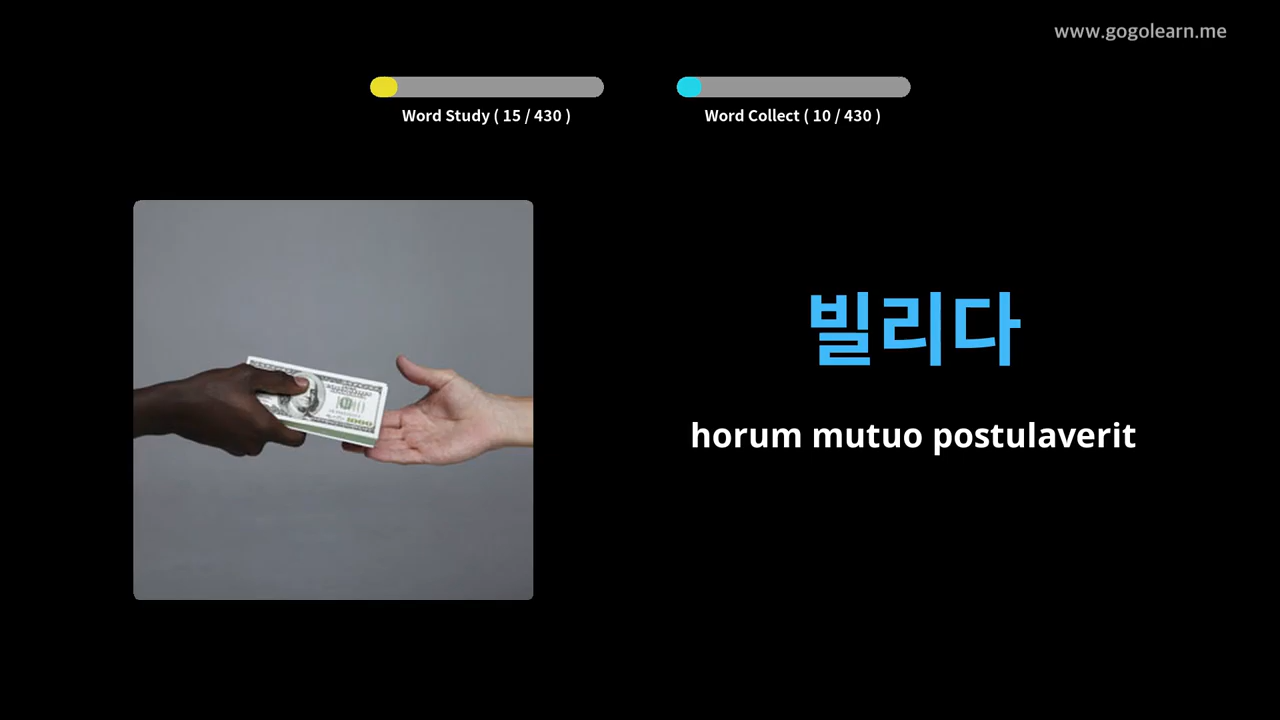 www.gogolearn.me
Word Study ( 15 / 430 )
Word Collect ( 10 / 430 )
빌리다
horum mutuo postulaverit